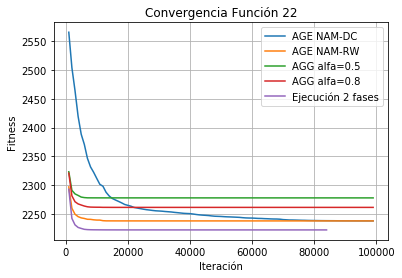 Convergencia Función 22
Fitness
2550
2500
2450
2400
2350
2300
2250
AGE NAM-DC
AGE NAM-RW
AGG alfa=0.5
AGG alfa=0.8
Ejecución 2 fases
0 20000 40000 60000 80000 100000
Iteración